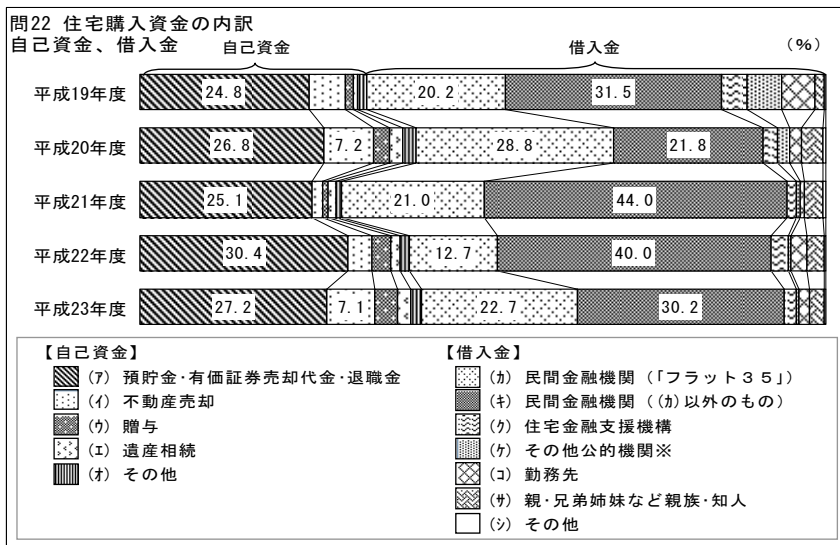 問22 住宅購入資金の内訳
自己資金、借入金
自己資金
借入金
(%)
平成19年度 24.8 20.2 31.5
平成20年度 26.8 7.2 28.8 21.8
平成21年度 25.1 21.0 44.0
平成22年度 30.4 12.7 40.0
平成23年度 27.2 7.1 22.7 30.2
【自己資金】
(ｱ) 預貯金･有価証券売却代金･退職金
(ｲ) 不動産売却
(ｳ) 贈与
(ｴ) 遺産相続
(ｵ) その他
【借入金】
(ｶ) 民間金融機関（「フラット３５」）
(ｷ) 民間金融機関（(ｶ)以外のもの）
(ｸ) 住宅金融支援機構
(ｹ) その他公的機関※
(ｺ) 勤務先
(ｻ) 親･兄弟姉妹など親族･知人
(ｼ) その他